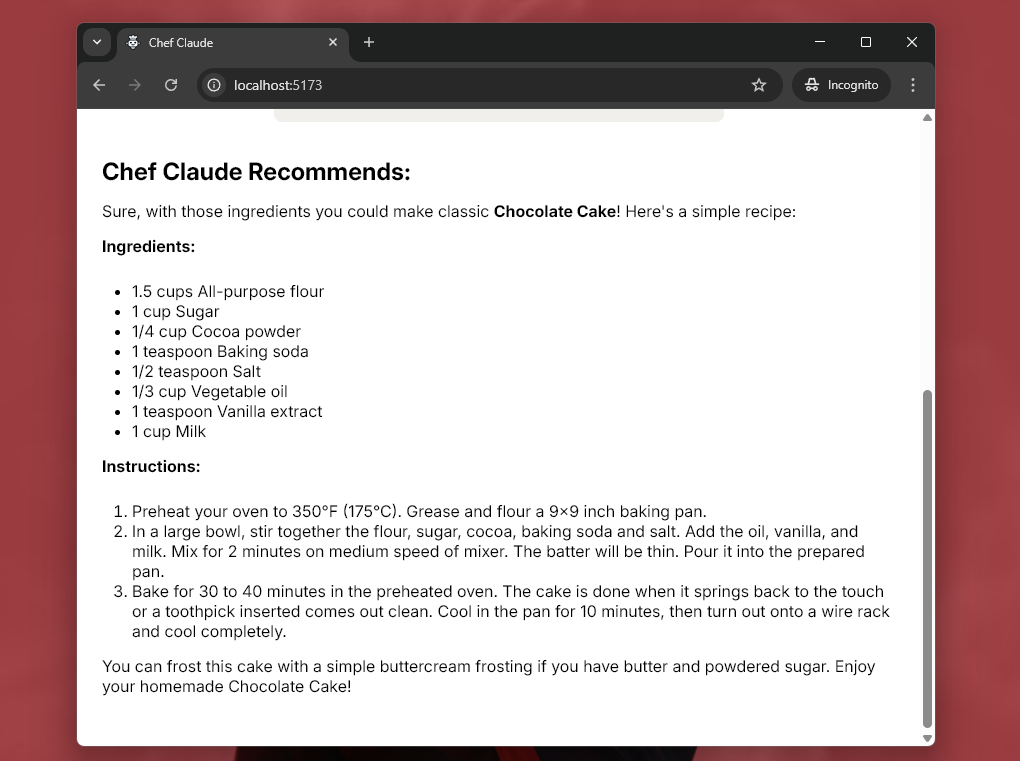 Chef Claude
localhost:5173
Incognito
Chef Claude Recommends:
Sure, with those ingredients you could make classic Chocolate Cake! Here's a simple recipe:
Ingredients:
• 1.5 cups All-purpose flour
• 1 cup Sugar
• 1/4 cup Cocoa powder
• 1 teaspoon Baking soda
• 1/2 teaspoon Salt
• 1/3 cup Vegetable oil
• 1 teaspoon Vanilla extract
• 1 cup Milk
Instructions:
1. Preheat your oven to 350°F (175°C). Grease and flour a 9×9 inch baking pan.
2. In a large bowl, stir together the flour, sugar, cocoa, baking soda and salt. Add the oil, vanilla, and
milk. Mix for 2 minutes on medium speed of mixer. The batter will be thin. Pour it into the prepared
pan.
3. Bake for 30 to 40 minutes in the preheated oven. The cake is done when it springs back to the touch
or a toothpick inserted comes out clean. Cool in the pan for 10 minutes, then turn out onto a wire rack
and cool completely.
You can frost this cake with a simple buttercream frosting if you have butter and powdered sugar. Enjoy
your homemade Chocolate Cake!